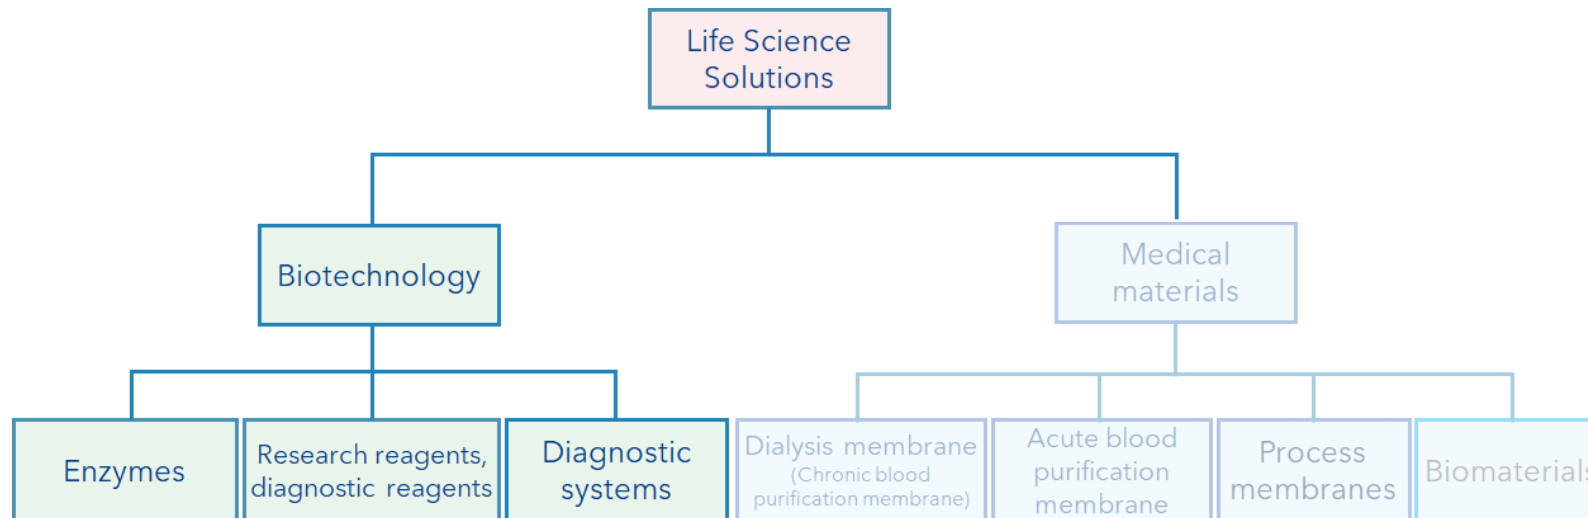 Life Science
Solutions
Biotechnology
Medical
materials
Enzymes
Research reagents,
diagnostic reagents
Diagnostic
systems
Dialysis membrane
(Chronic blood
purification membrane)
Acute blood
purification
membrane
Process
membranes
Biomaterials